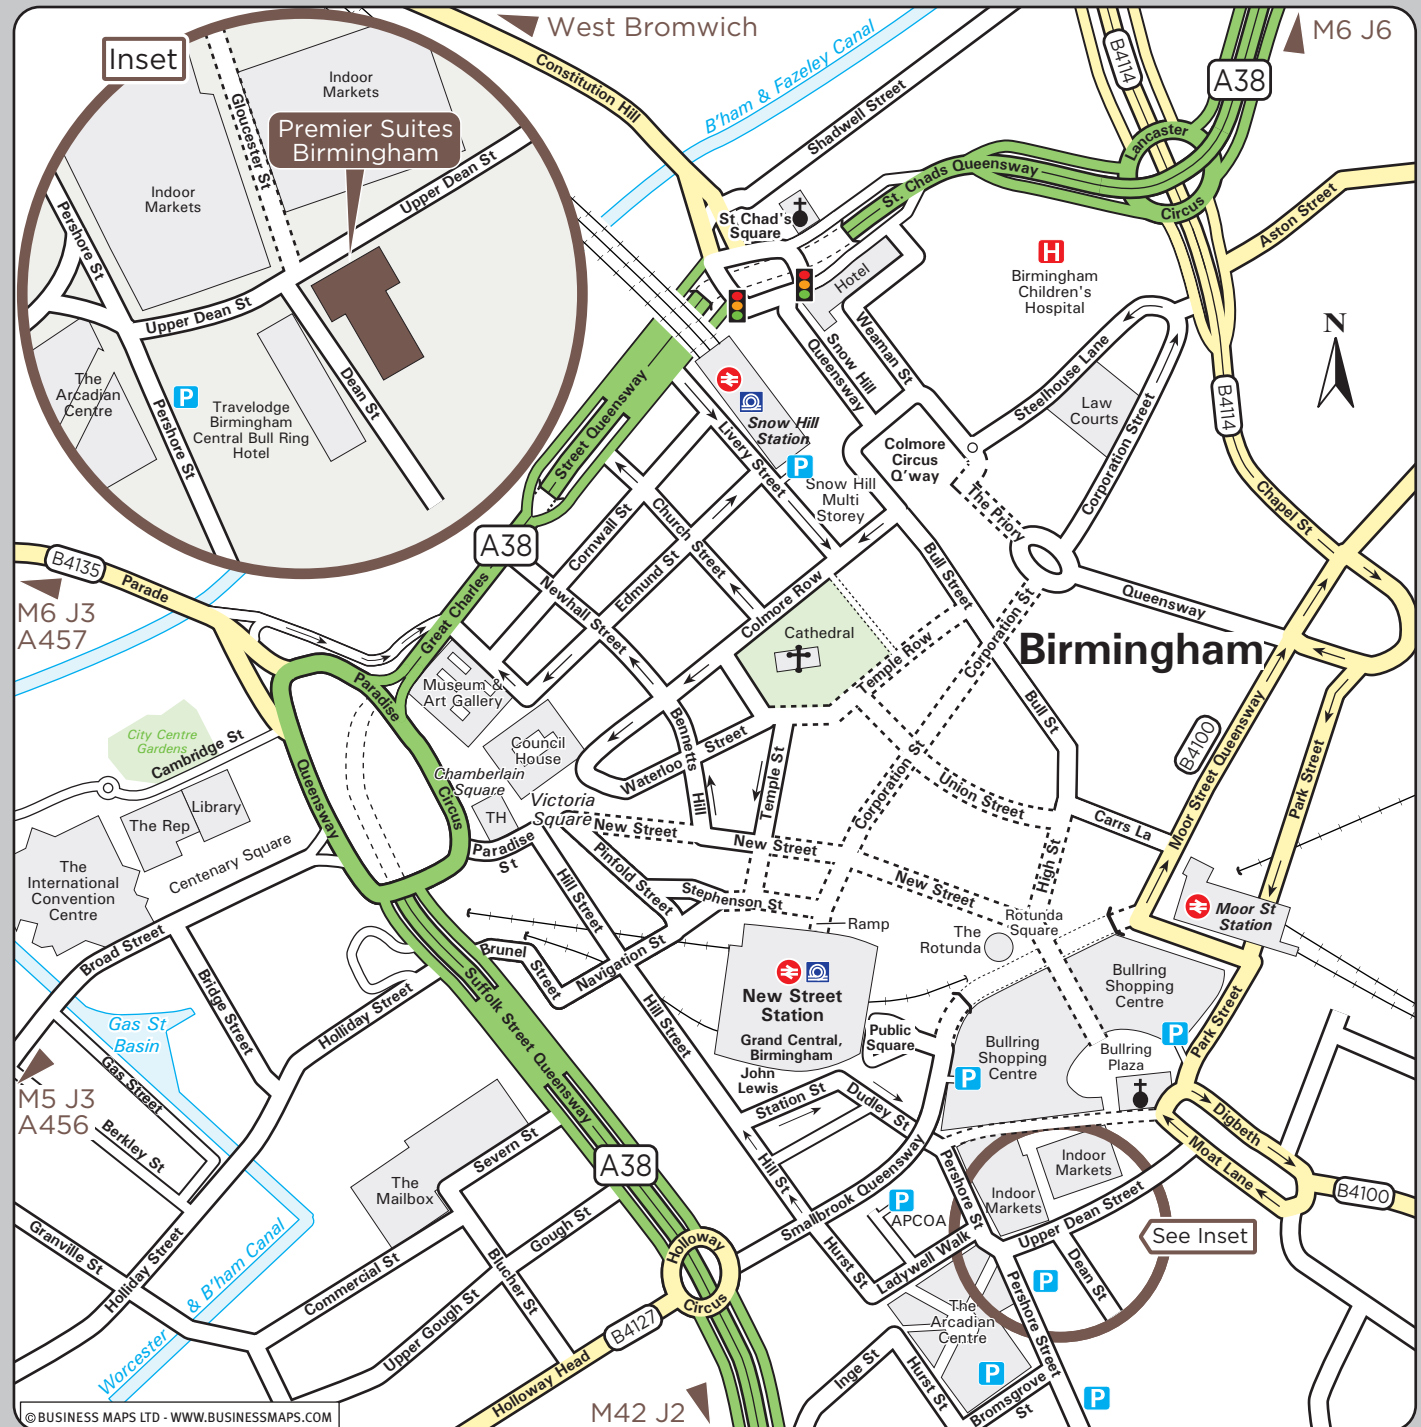 Inset
Indoor
Markets
Gloucester St
Premier Suites
Birmingham
Upper Dean St
Indoor
Markets
Pershore St
Upper Dean St
The
Arcadian
Centre
P
Travelodge
Birmingham
Central Bull Ring
Hotel
Dean St
Pershore St
West Bromwich
M6 J6
Constitution Hill
B'ham & Fazeley Canal
Shadwell Street
B4114
A38
Lancaster
Circus
St. Chads Queensway
St Chad's
Square
Aston Street
Hotel
H
Birmingham
Children's
Hospital
N
Snow Hill
Queensway
Weaman St
Steelhouse Lane
Law
Courts
Corporation Street
B4114
Street Queensway
Snow Hill
Station
Livery Street
P
Snow Hill
Multi
Storey
Colmore
Circus
Q'way
The Priory
Chapel St
A38
Cornwall St
Church Street
Edmund St
Newhall Street
Great Charles
Colmore Row
Bull Street
Queensway
B4135
Parade
M6 J3
A457
Cathedral
Temple Row
Corporation St
Birmingham
Bull St
Museum &
Art Gallery
Paradise
Circus
Queensway
City Centre
Gardens
Cambridge St
Council
House
Chamberlain
Square
Bennetts
Hill
Waterloo Street
Temple St
B4100
Moor Street Queensway
Park Street
Library
The Rep
Centenary Square
TH
Victoria
Square
New Street
New Street
Corporation St
Union Street
Carrs La
The
International
Convention
Centre
Paradise
St
Pinfold Street
Hill Street
Stephenson St
New Street
High St
Moor St
Station
Broad Street
Brunel
Street
Navigation St
Ramp
The
Rotunda
Rotunda
Square
Bullring
Shopping
Centre
Bridge Street
Holliday Street
Suffolk Street Queensway
Hill Street
New Street
Station
Grand Central,
Birmingham
Public
Square
Gas St
Basin
Gas Street
Berkley St
M5 J3
A456
John
Lewis
Station St
Dudley St
P
Bullring
Shopping
Centre
Bullring
Plaza
P
Park Street
Digbeth
Moat Lane
B4100
The
Mailbox
Severn St
A38
Hill St
Smallbrook Queensway
Pershore St
Indoor
Markets
Indoor
Markets
Upper Dean Street
See Inset
P
APCOA
Ladywell Walk
Hurst St
Granville St
Holliday Street
Worcester
& B'ham Canal
Commercial St
Gough St
Blucher St
Upper Gough St
Holloway
Circus
B4127
Holloway Head
M42 J2
The
Arcadian
Centre
P
P
Dean St
Pershore Street
Inge St
Hurst St
Bromsgrove
St
P
© BUSINESS MAPS LTD - WWW.BUSINESSMAPS.COM